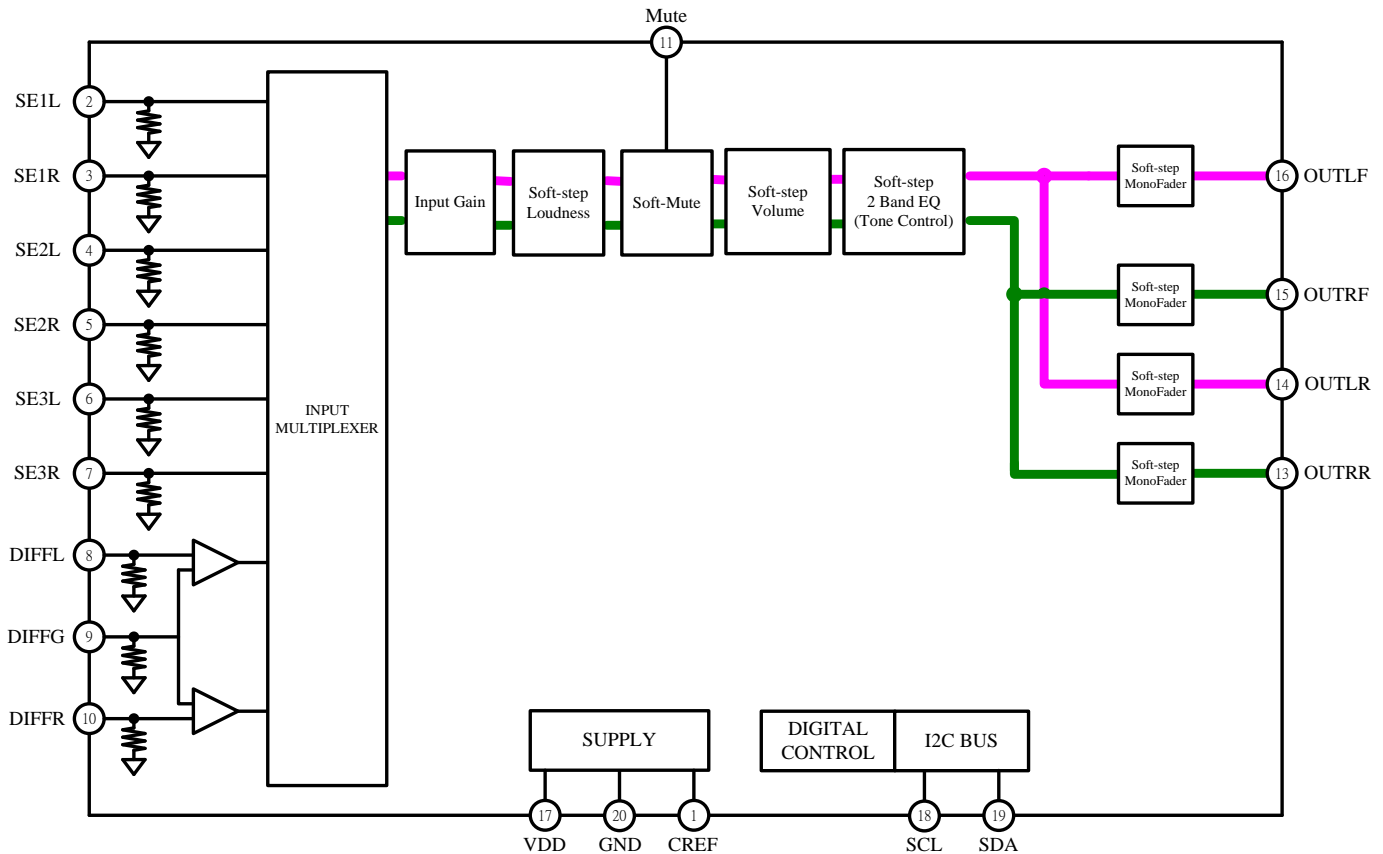 Mute
11
SE1L 2
SE1R 3
SE2L 4
SE2R 5
SE3L 6
SE3R 7
DIFFL 8
DIFFG 9
DIFFR 10
INPUT
MULTIPLEXER
Input Gain
Soft-step
Loudness
Soft-Mute
Soft-step
Volume
Soft-step
2 Band EQ
(Tone Control)
Soft-step
MonoFader
16 OUTLF
Soft-step
MonoFader
15 OUTRF
Soft-step
MonoFader
14 OUTLR
Soft-step
MonoFader
13 OUTRR
SUPPLY
DIGITAL
CONTROL
I2C BUS
17
20
1
18
19
VDD
GND
CREF
SCL
SDA